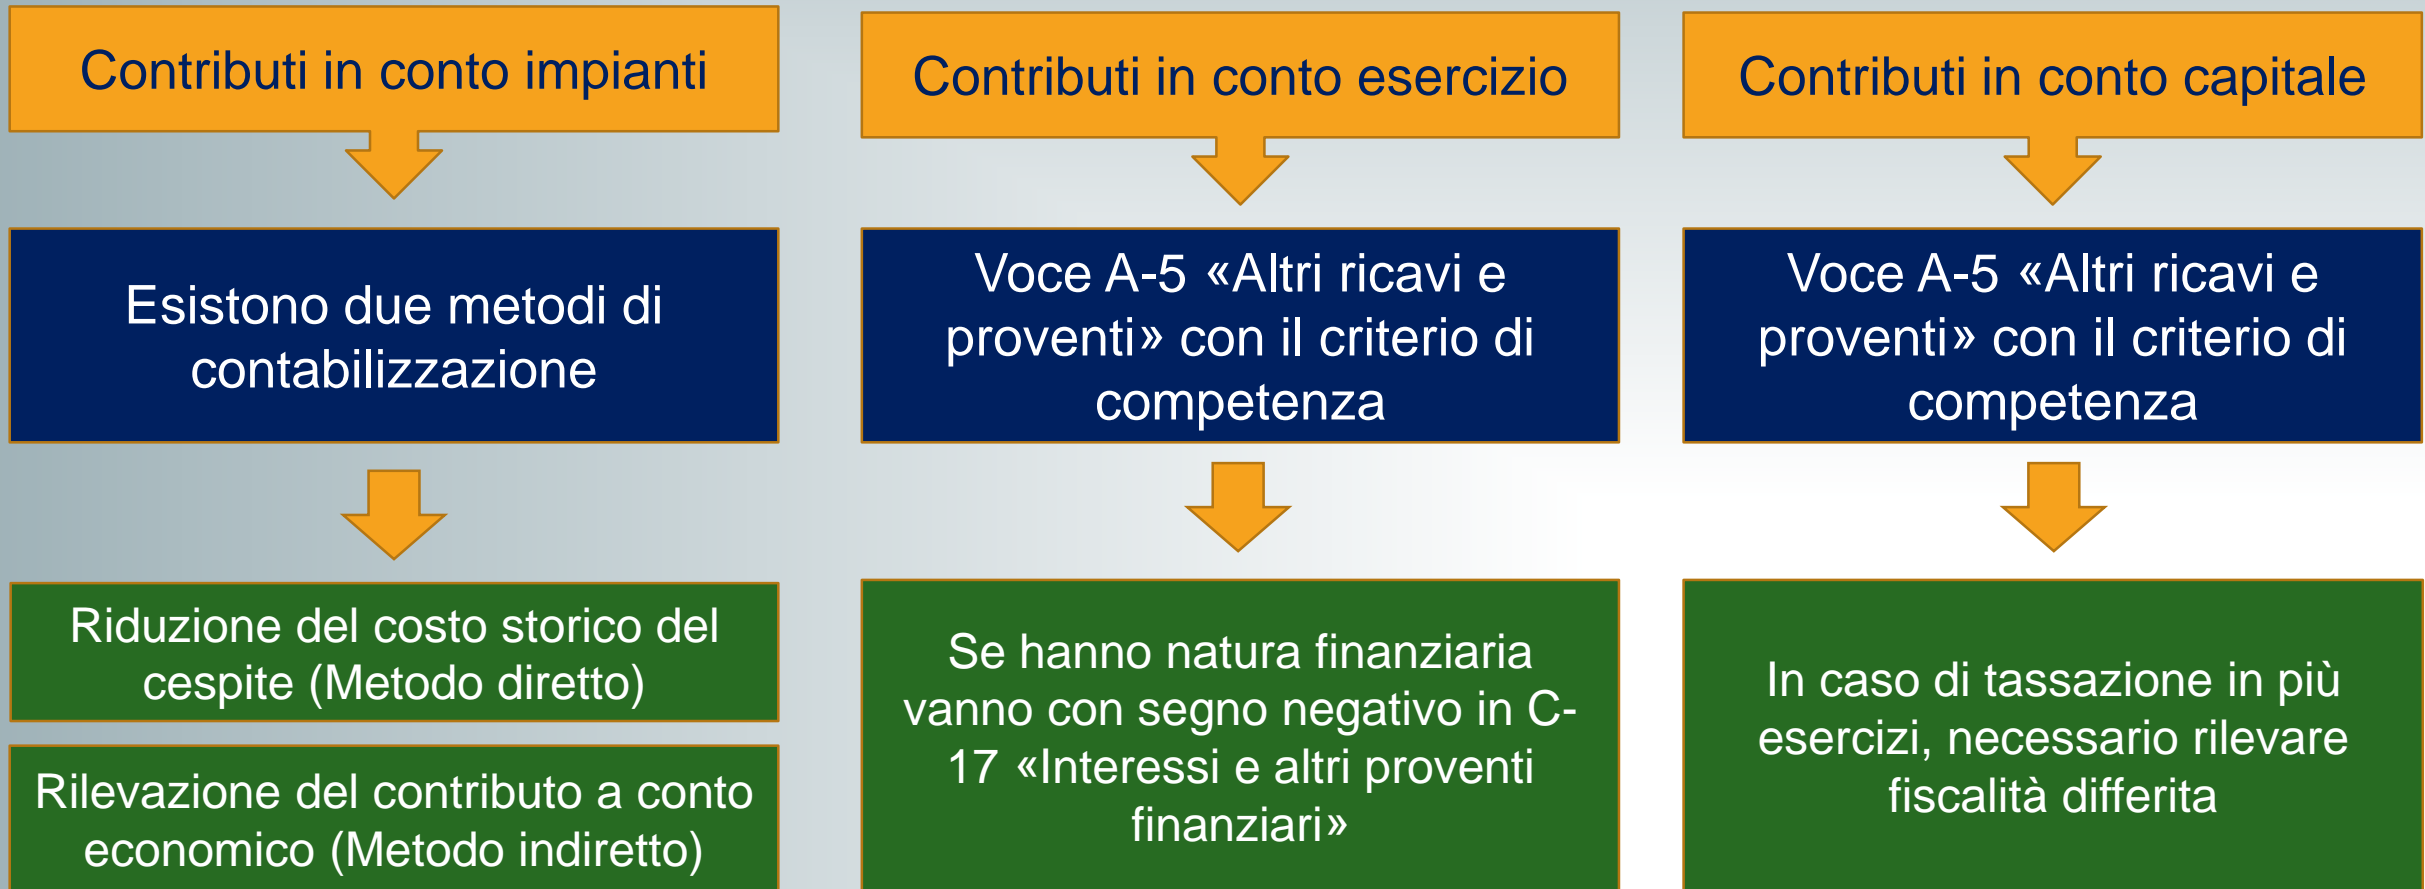 Contributi in conto impianti
Esistono due metodi di
contabilizzazione
Riduzione del costo storico del
cespite (Metodo diretto)
Rilevazione del contributo a conto
economico (Metodo indiretto)
Contributi in conto esercizio
Voce A-5 «Altri ricavi e
proventi» con il criterio di
competenza
Se hanno natura finanziaria
vanno con segno negativo in C-
17 «Interessi e altri proventi
finanziari»
Contributi in conto capitale
Voce A-5 «Altri ricavi e
proventi» con il criterio di
competenza
In caso di tassazione in più
esercizi, necessario rilevare
fiscalità differita